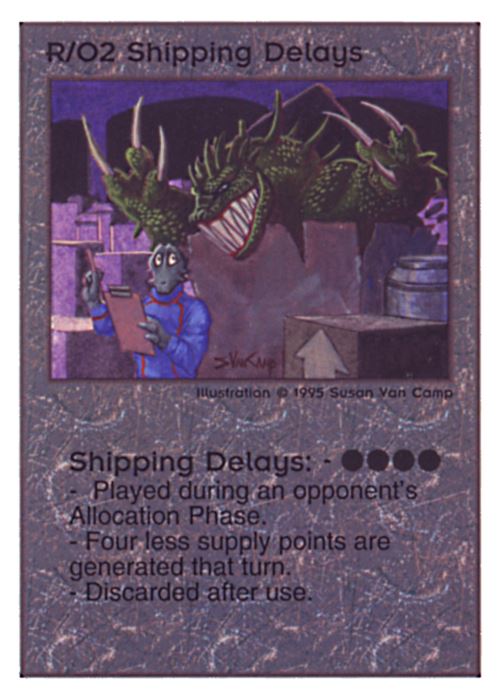 R/O2 Shipping Delays
SVanCamp
Illustration © 1995 Susan Van Camp
Shipping Delays: - ●●●●
-  Played during an opponent's
Allocation Phase.
- Four less supply points are
generated that turn.
- Discarded after use.